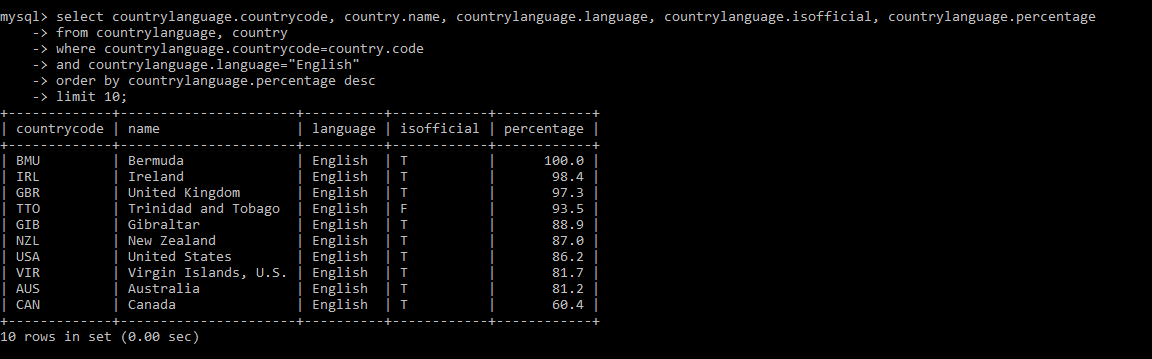 mysql> select countrylanguage.countrycode, country.name, countrylanguage.language, countrylanguage.isofficial, countrylanguage.percentage
    -> from countrylanguage, country
    -> where countrylanguage.countrycode=country.code
    -> and countrylanguage.language="English"
    -> order by countrylanguage.percentage desc
    -> limit 10;
+-------------+----------------------+----------+------------+------------+
| countrycode | name                 | language | isofficial | percentage |
+-------------+----------------------+----------+------------+------------+
| BMU         | Bermuda              | English  | T          |      100.0 |
| IRL         | Ireland              | English  | T          |       98.4 |
| GBR         | United Kingdom       | English  | T          |       97.3 |
| TTO         | Trinidad and Tobago  | English  | F          |       93.5 |
| GIB         | Gibraltar            | English  | T          |       88.9 |
| NZL         | New Zealand          | English  | T          |       87.0 |
| USA         | United States        | English  | T          |       86.2 |
| VIR         | Virgin Islands, U.S. | English  | T          |       81.7 |
| AUS         | Australia            | English  | T          |       81.2 |
| CAN         | Canada               | English  | T          |       60.4 |
+-------------+----------------------+----------+------------+------------+
10 rows in set (0.00 sec)